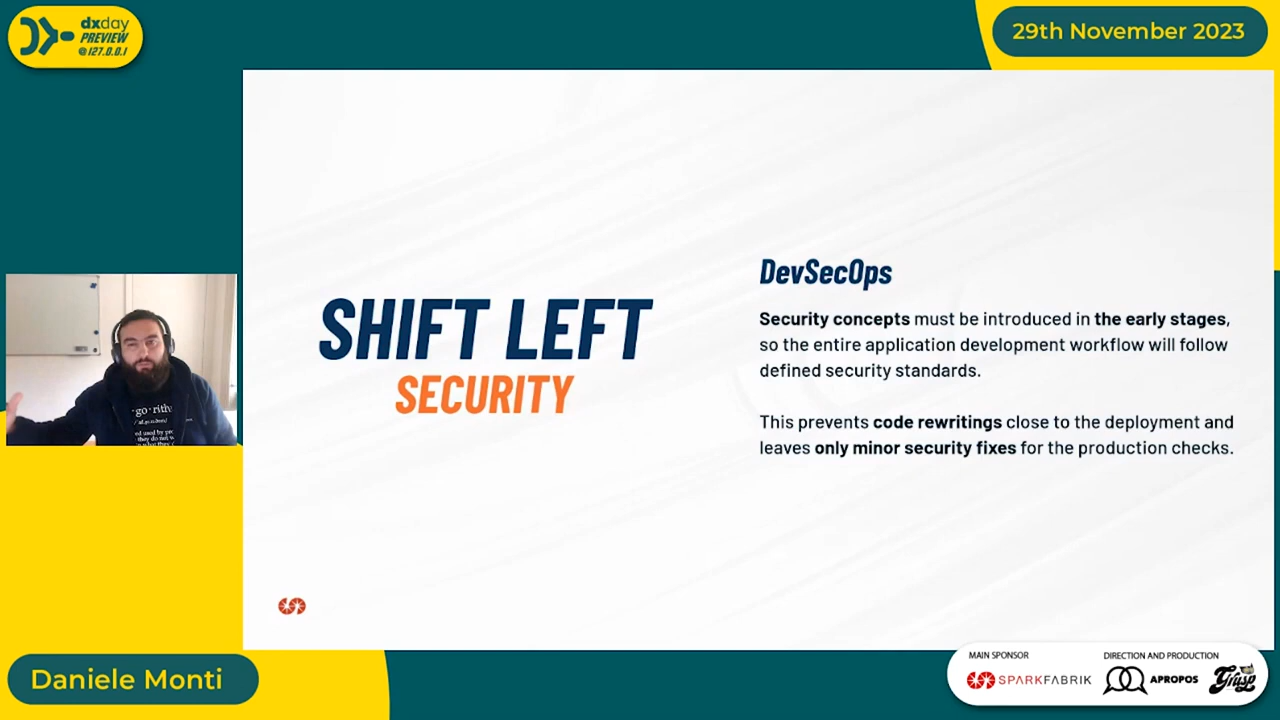 dxday
PREVIEW
@127.0.0.1
29th November 2023
SHIFT LEFT
SECURITY
DevSecOps
Security concepts must be introduced in the early stages,
so the entire application development workflow will follow
defined security standards.
This prevents code rewritings close to the deployment and
leaves only minor security fixes for the production checks.
go·rith
Daniele Monti
MAIN SPONSOR
SPARKFABRIK
DIRECTION AND PRODUCTION
APROPOS
Grusp